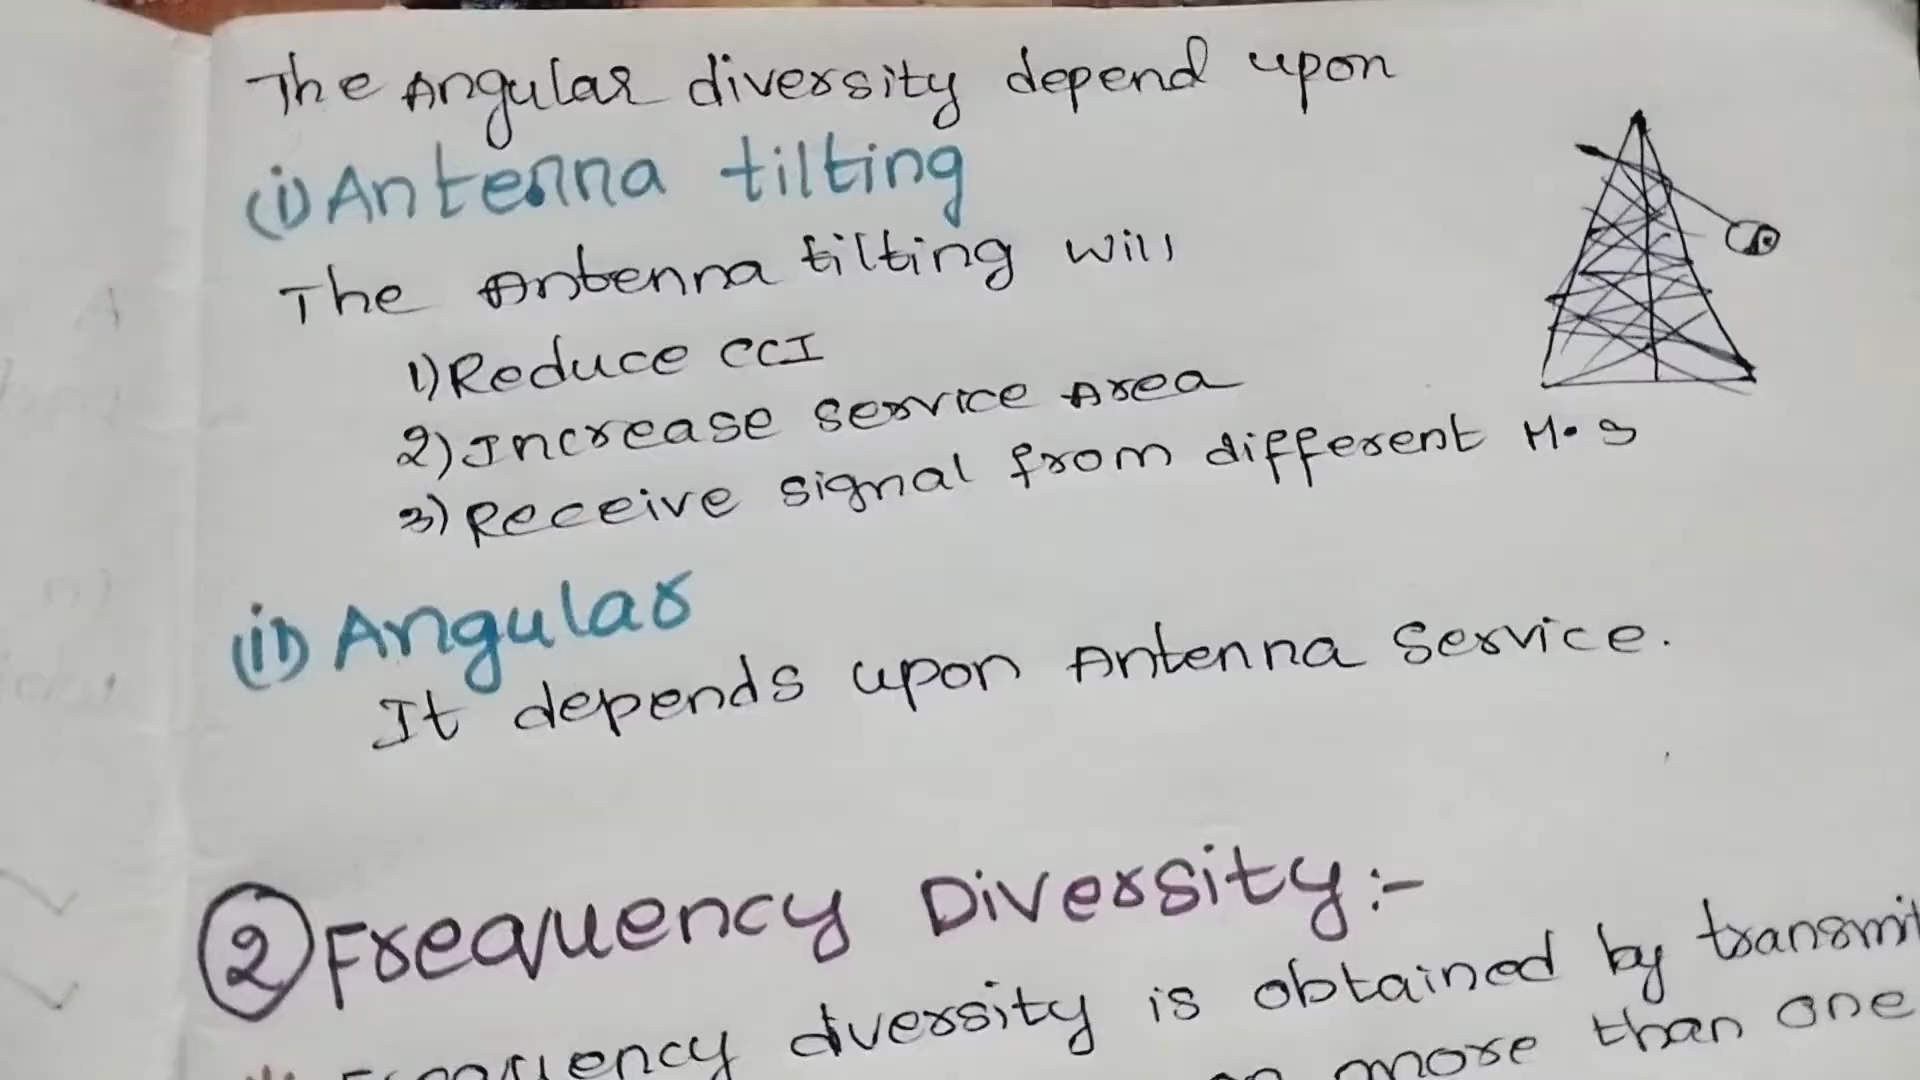 The Angular diversity depend upon
(i) Antenna tilting
The Antenna tilting will
1) Reduce CCI
2) Increase service Area
3) Receive signal from different M.S
(ii) Angular
It depends upon Antenna Service.
② Frequency Diversity:-
Frequency diversity is obtained by transmit
more than one